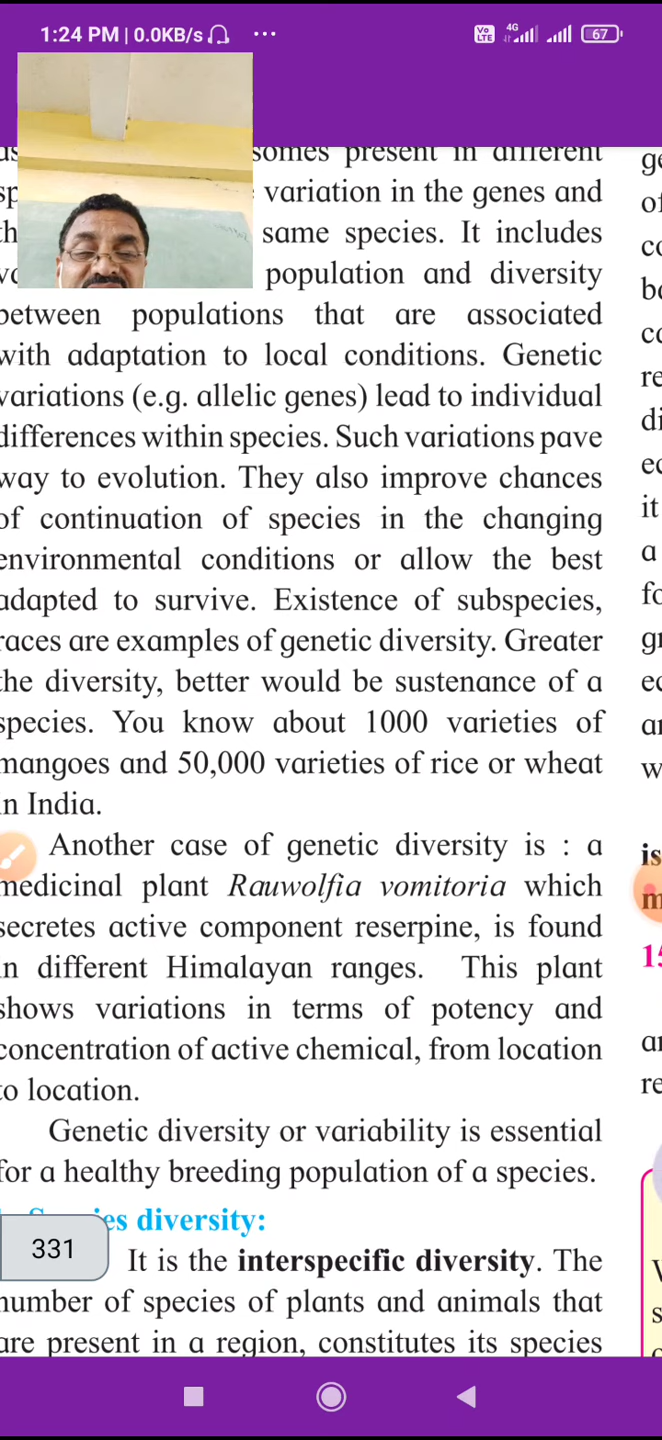 1:24 PM | 0.0KB/s ...
Vo LTE 4G 67
somes present in different
variation in the genes and
same species. It includes
population and diversity
between populations that are associated
with adaptation to local conditions. Genetic
variations (e.g. allelic genes) lead to individual
differences within species. Such variations pave
way to evolution. They also improve chances
of continuation of species in the changing
environmental conditions or allow the best
adapted to survive. Existence of subspecies,
races are examples of genetic diversity. Greater
the diversity, better would be sustenance of a
species. You know about 1000 varieties of
mangoes and 50,000 varieties of rice or wheat
in India.
Another case of genetic diversity is : a
medicinal plant Rauwolfia vomitoria which
secretes active component reserpine, is found
in different Himalayan ranges. This plant
shows variations in terms of potency and
concentration of active chemical, from location
to location.
Genetic diversity or variability is essential
for a healthy breeding population of a species.
diversity:
331
It is the interspecific diversity. The
number of species of plants and animals that
are present in a region, constitutes its species